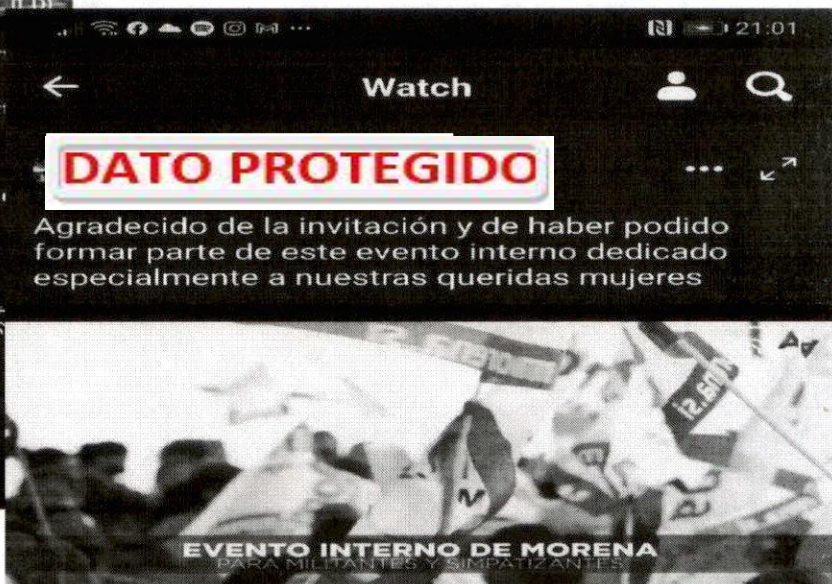 21:01
Watch
DATO PROTEGIDO
Agradecido de la invitación y de haber podido
formar parte de este evento interno dedicado
especialmente a nuestras queridas mujeres
EVENTO INTERNO DE MORENA
PARA MILITANTES Y SIMPATIZANTES